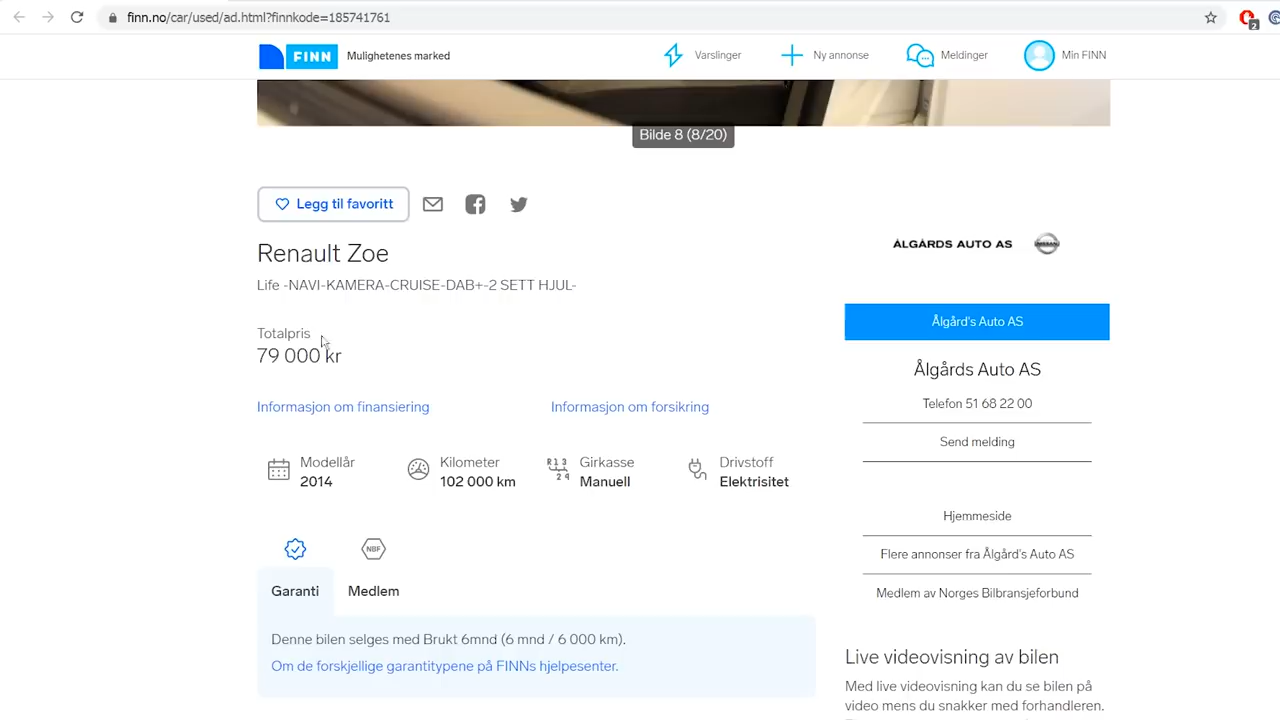 finn.no/car/used/ad.html?finnkode=185741761
2
FINN
Mulighetenes marked
Varslinger
Ny annonse
Meldinger
Min FINN
Bilde 8 (8/20)
Legg til favoritt
Renault Zoe
Life -NAVI-KAMERA-CRUISE-DAB+-2 SETT HJUL-
Totalpris
79 000 kr
Informasjon om finansiering
Informasjon om forsikring
Modellår
2014
Kilometer
102 000 km
R 1 3
2 4
Girkasse
Manuell
Drivstoff
Elektrisitet
NBF
Garanti
Medlem
Denne bilen selges med Brukt 6mnd (6 mnd / 6 000 km).
Om de forskjellige garantitypene på FINNs hjelpesenter.
ÅLGÅRDS AUTO AS
NISSAN
Ålgård's Auto AS
Ålgårds Auto AS
Telefon 51 68 22 00
Send melding
Hjemmeside
Flere annonser fra Ålgård's Auto AS
Medlem av Norges Bilbransjeforbund
Live videovisning av bilen
Med live videovisning kan du se bilen på
video mens du snakker med forhandleren.